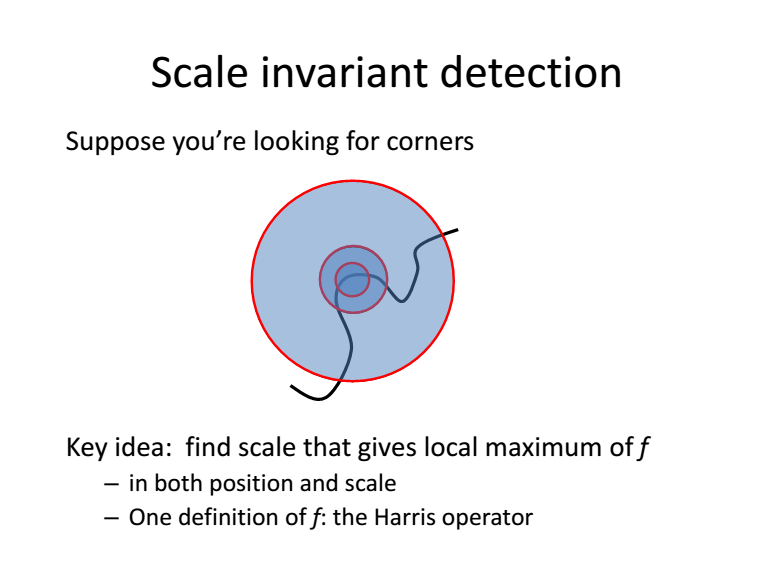 Scale invariant detection
Suppose you’re looking for corners
Key idea:  find scale that gives local maximum of f
– in both position and scale
– One definition of f: the Harris operator